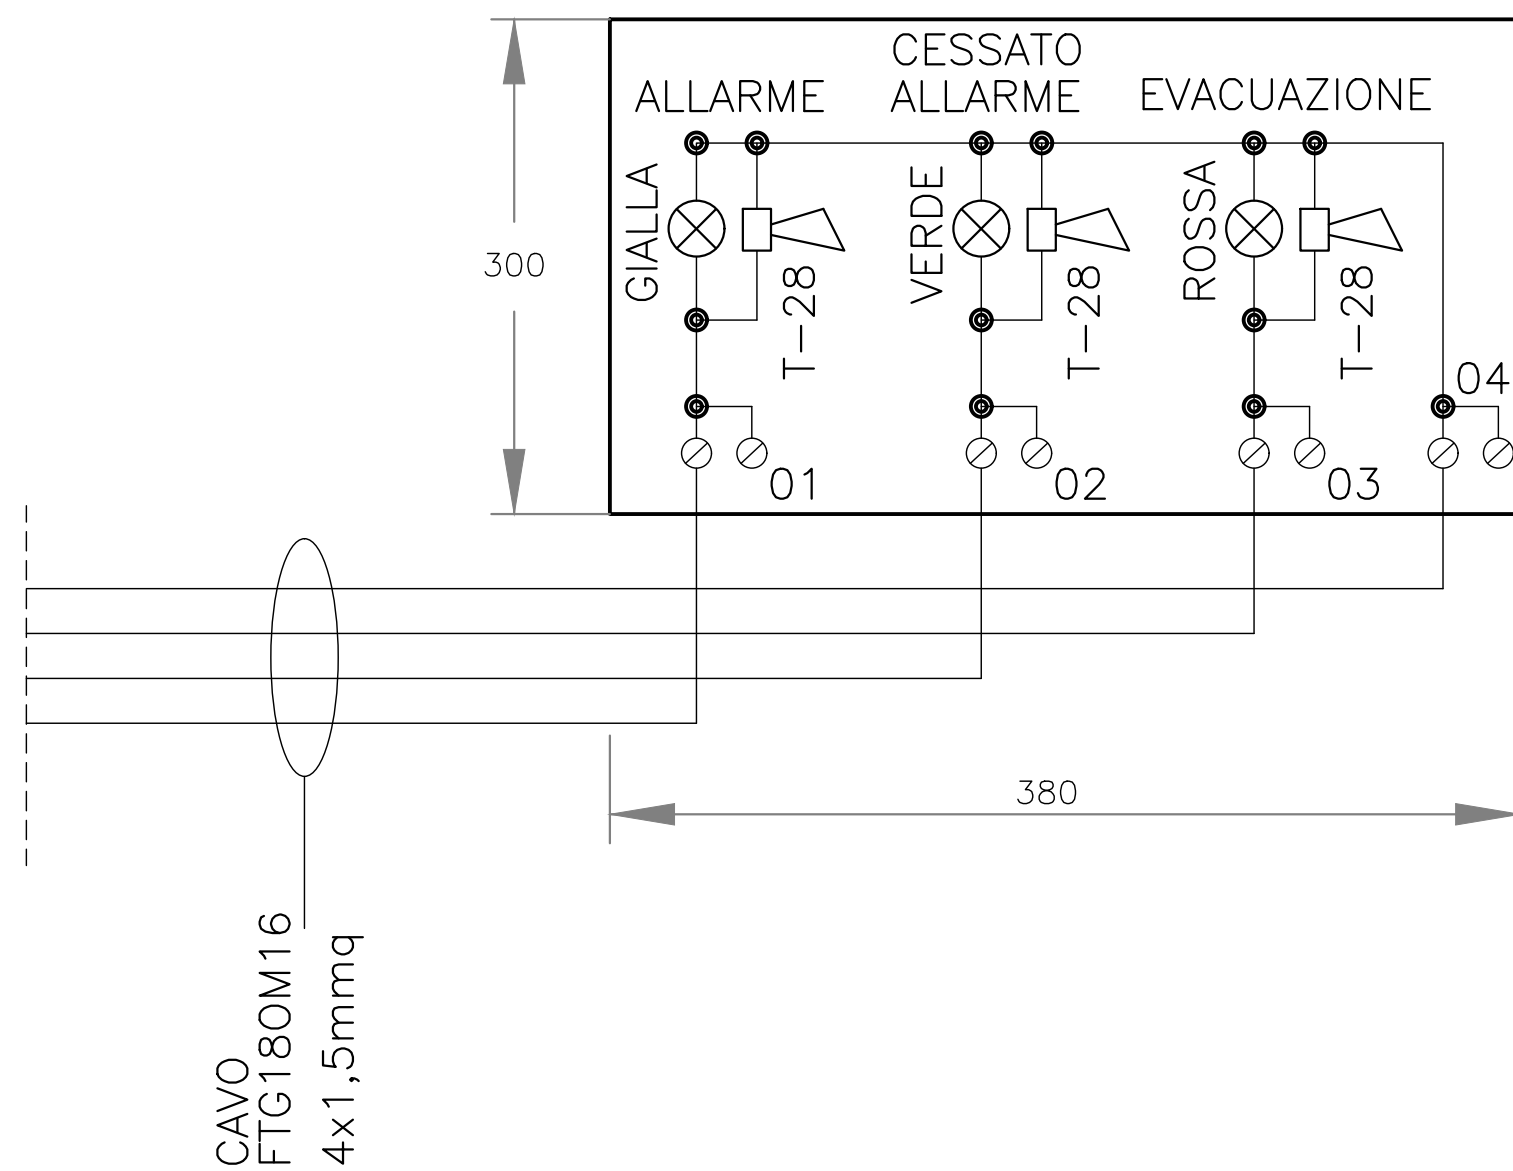 CESSATO
ALLARME ALLARME EVACUAZIONE
GIALLA VERDE ROSSA
300
T-28 T-28 T-28
04
01 02 03
380
CAVO
FTG18OM16
4x1,5mmq